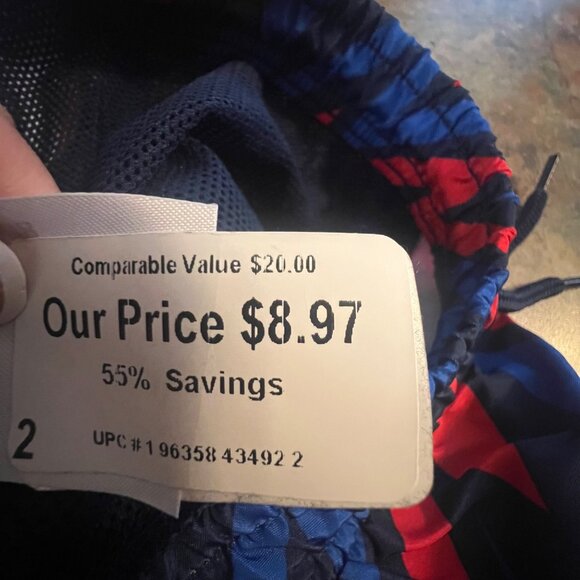 Comparable Value $20.00
Our Price $8.97
55% Savings
2
UPC # 1 96358 43492 2